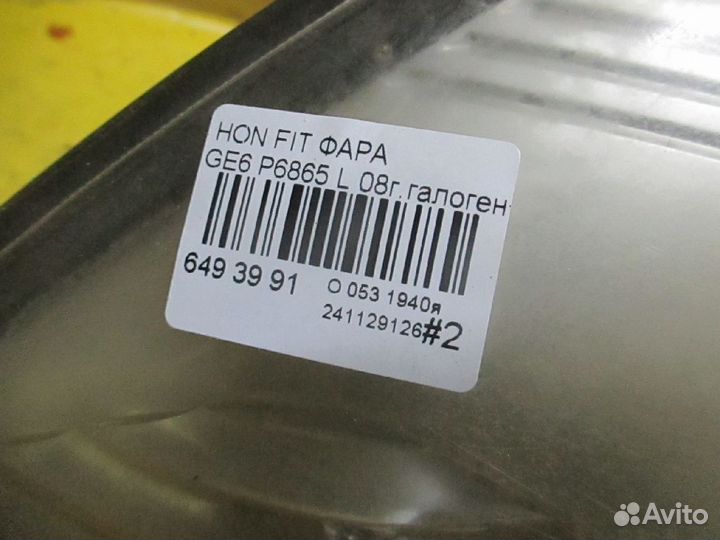 HON FIT ФАРА
GE6 P6865 L 08г.галоген
649 39 91
О 053 1940я
241129126#2
Avito